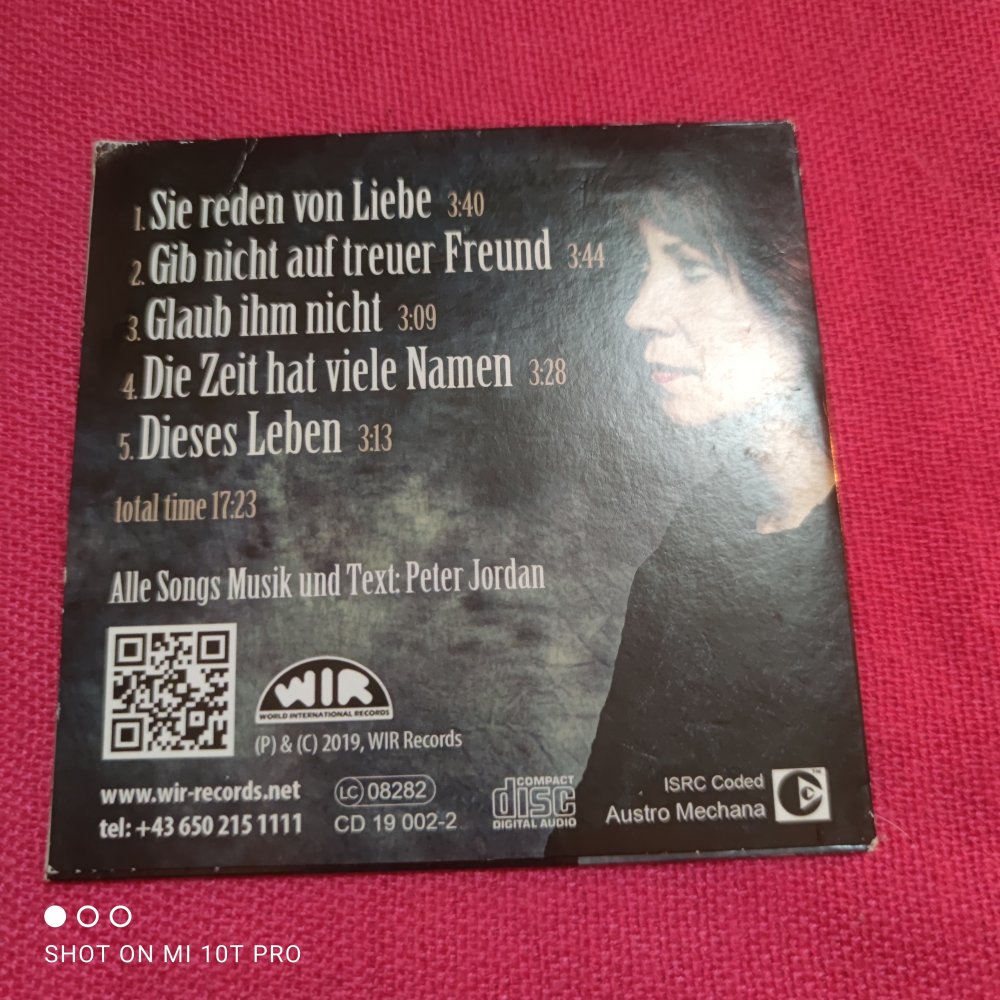 1. Sie reden von Liebe 3:40
2. Gib nicht auf treuer Freund 3:44
3. Glaub ihm nicht 3:09
4. Die Zeit hat viele Namen 3:28
5. Dieses Leben 3:13
total time 17:23
Alle Songs Musik und Text: Peter Jordan
WIR
WORLD INTERNATIONAL RECORDS
(P) & (C) 2019, WIR Records
www.wir-records.net
tel: +43 650 215 1111
LC 08282
CD 19 002-2
COMPACT
disc
DIGITAL AUDIO
ISRC Coded
Austro Mechana
TM
SHOT ON MI 10T PRO